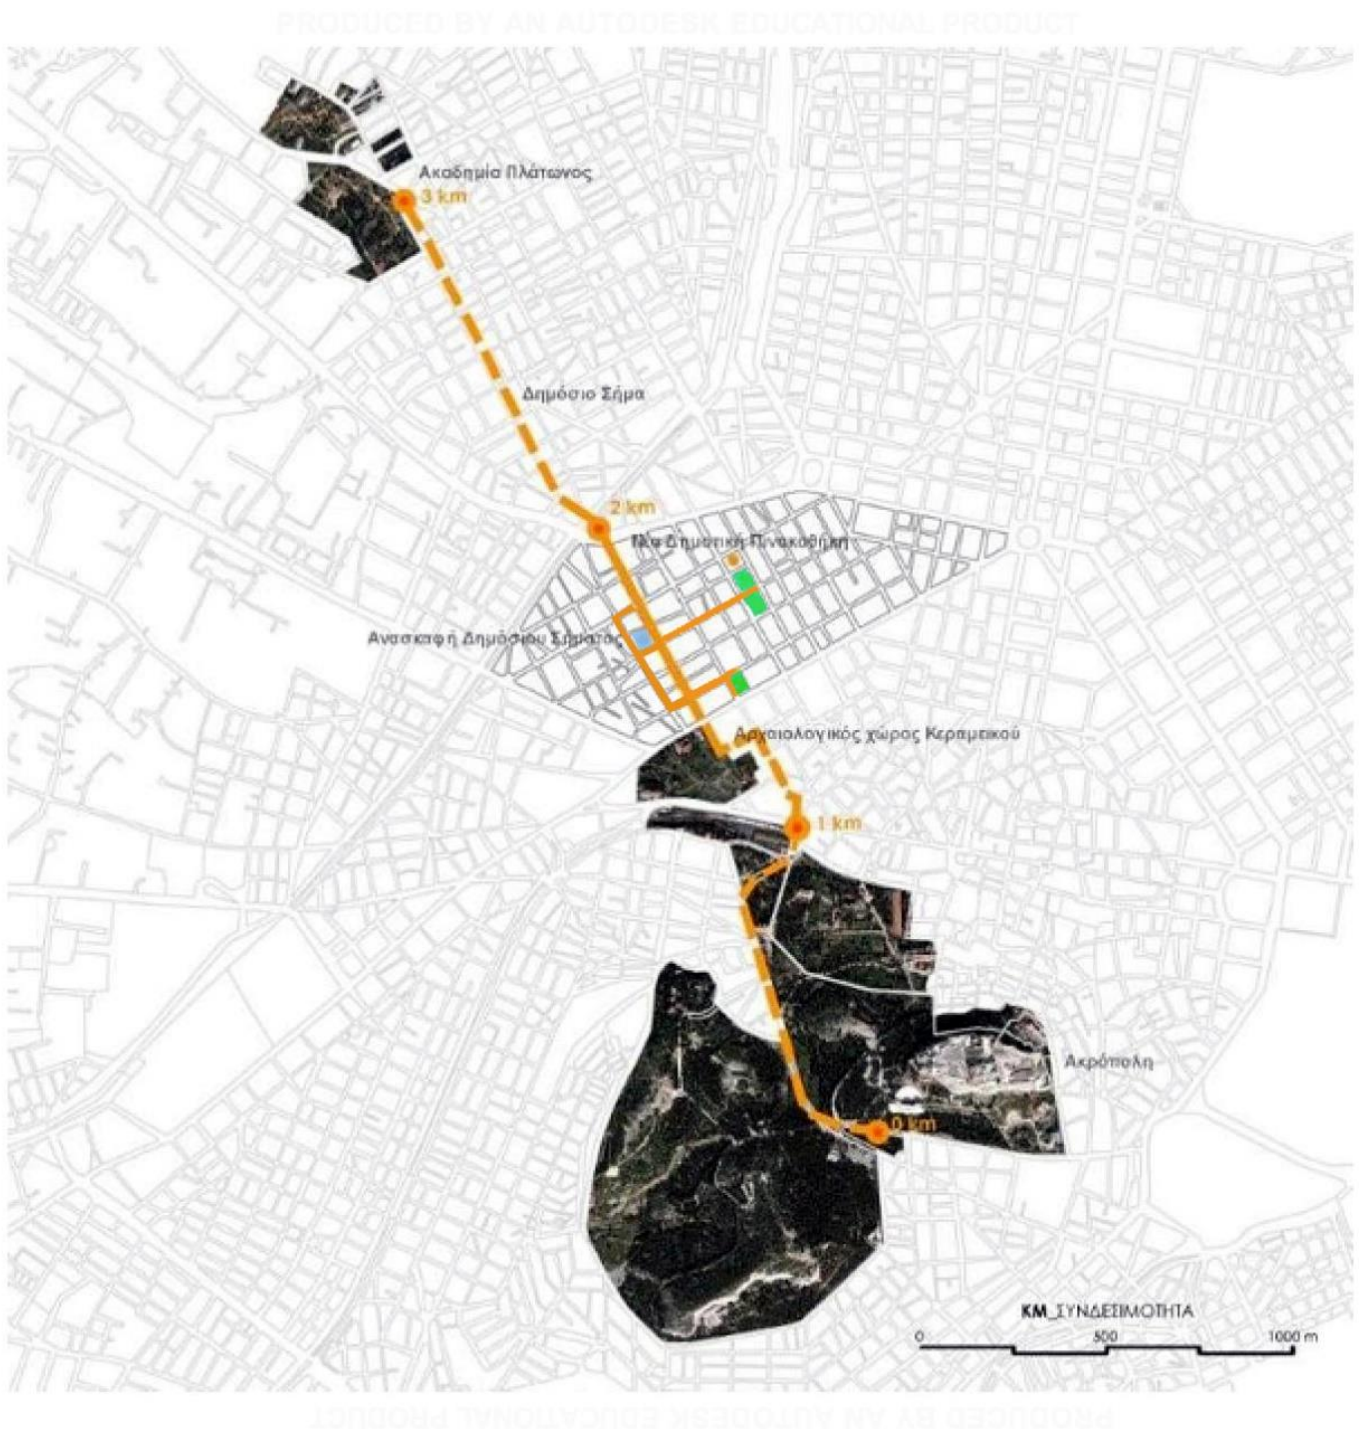 PRODUCED BY AN AUTODESK EDUCATIONAL PRODUCT
Ακαδημία Πλάτωνος
3 km
Δημόσιο Σήμα
2 km
Νέα Δημοτική Πινακοθήκη
Ανασκαφή Δημόσιου Σήματος
Αρχαιολογικός χώρος Κεραμεικού
1 km
Ακρόπολη
0 km
KM_ΣΥΝΔΕΣΙΜΟΤΗΤΑ
0 500 1000 m
PRODUCED BY AN AUTODESK EDUCATIONAL PRODUCT